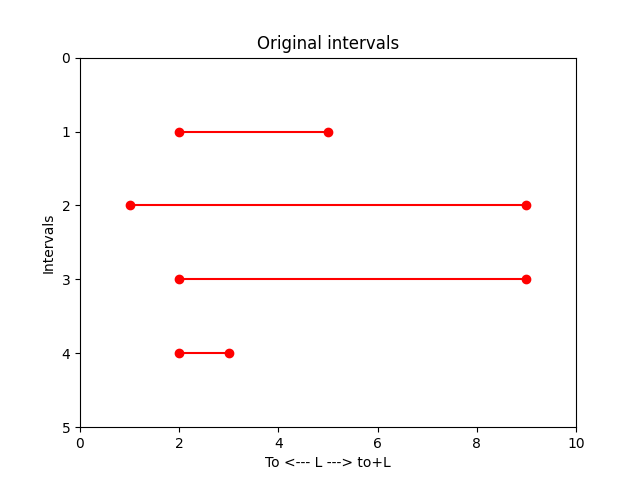 Original intervals
0
1
2
3
4
5
Intervals
0 2 4 6 8 10
To <--- L ---> to+L